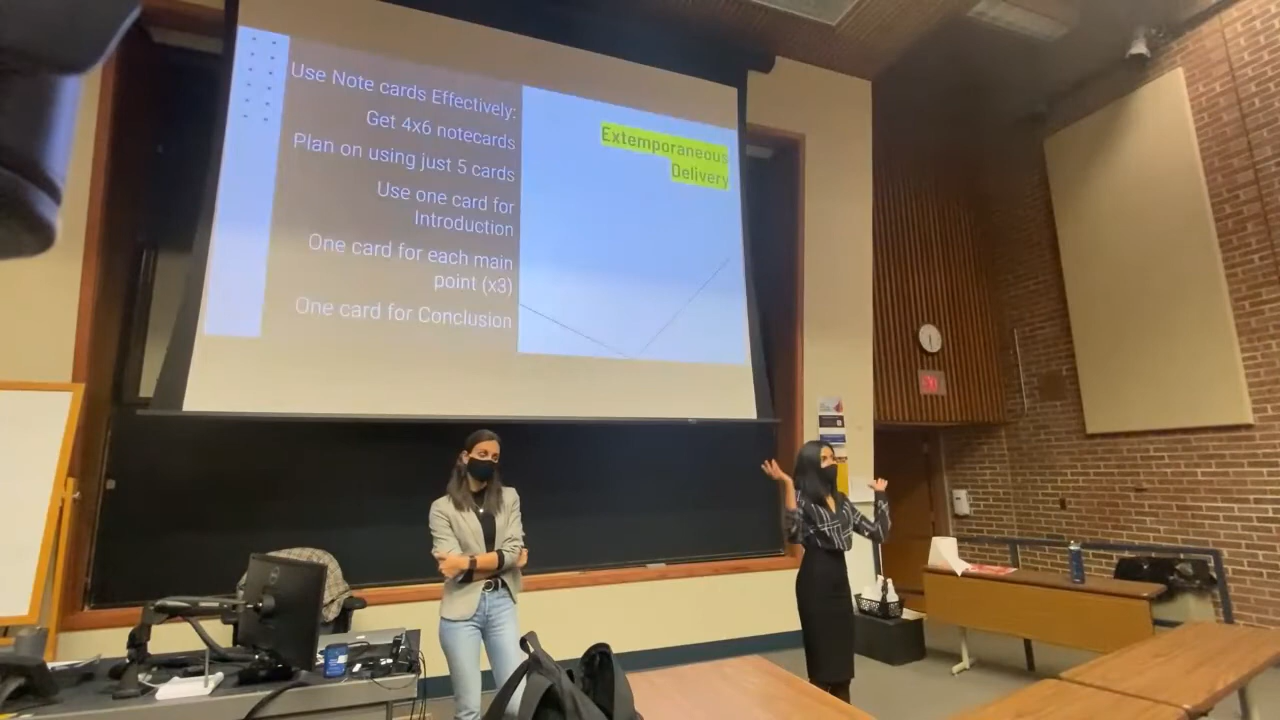 Use Note cards Effectively:
Get 4x6 notecards
Plan on using just 5 cards
Use one card for
Introduction
One card for each main
point (x3)
One card for Conclusion
Extemporaneous
Delivery